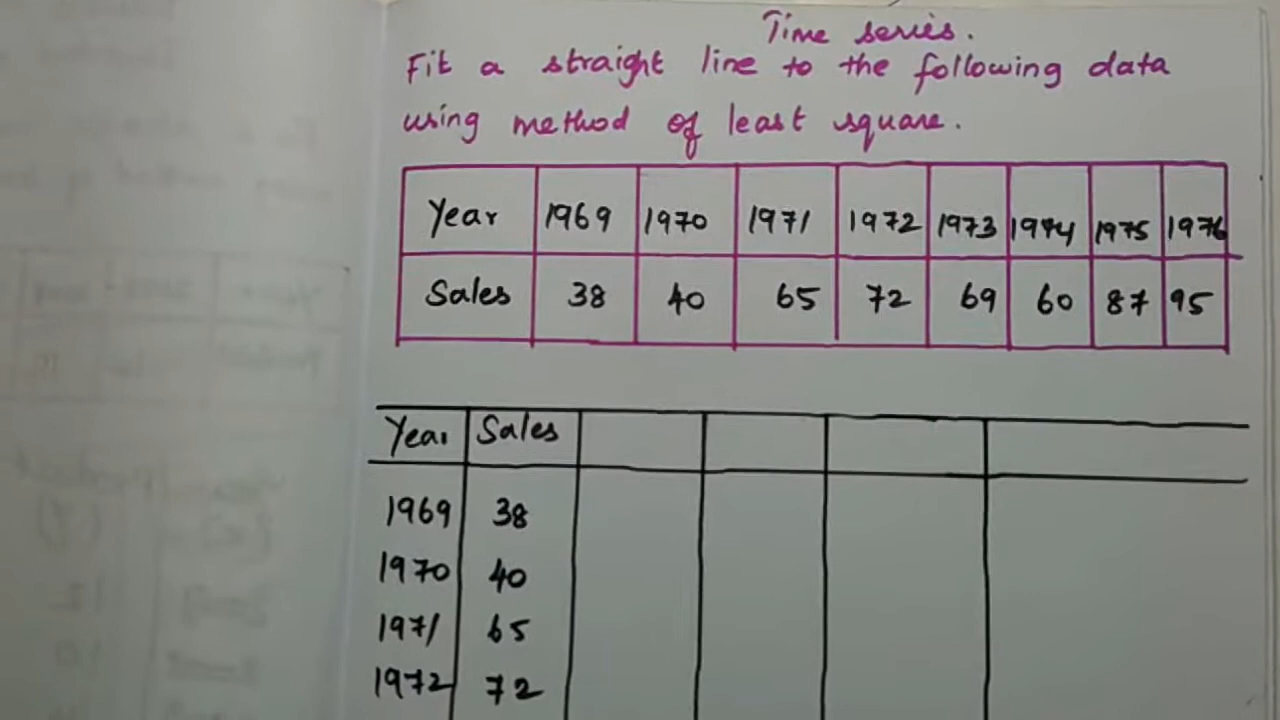 Time series.
Fit a straight line to the following data
using method of least square.
Year 1969 1970 1971 1972 1973 1974 1975 1976
Sales 38 40 65 72 69 60 87 95
Year Sales
1969 38
1970 40
1971 65
1972 72